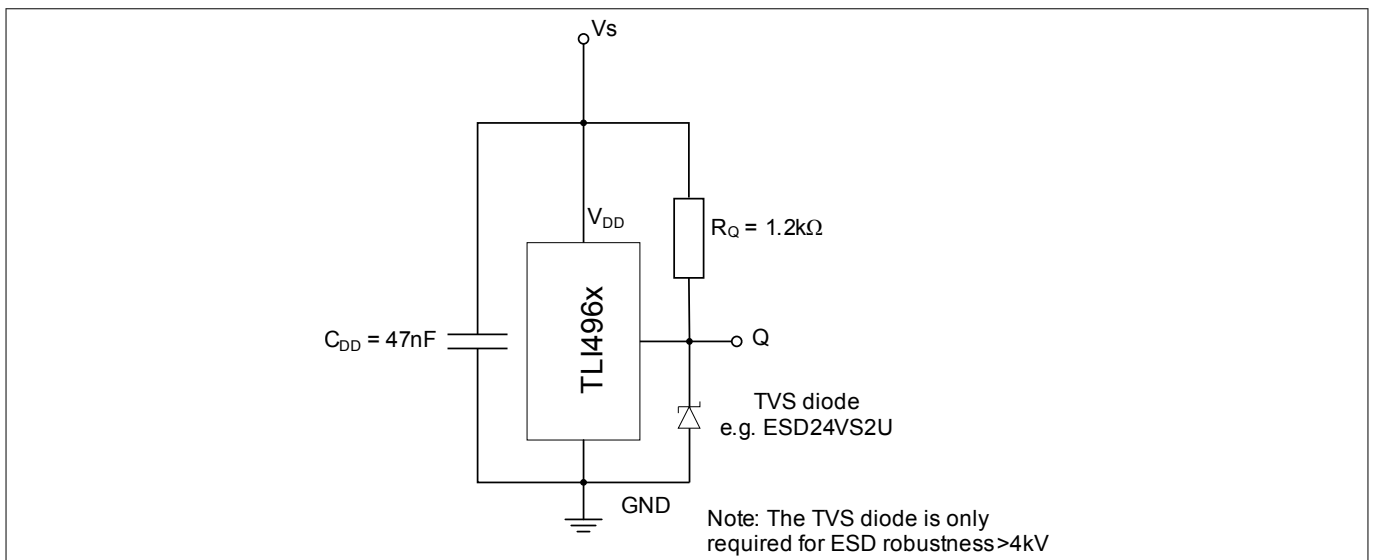 Vs
V_DD
R_Q = 1.2kΩ
TLI496x
C_DD = 47nF
Q
TVS diode
e.g. ESD24VS2U
GND
Note: The TVS diode is only
required for ESD robustness>4kV